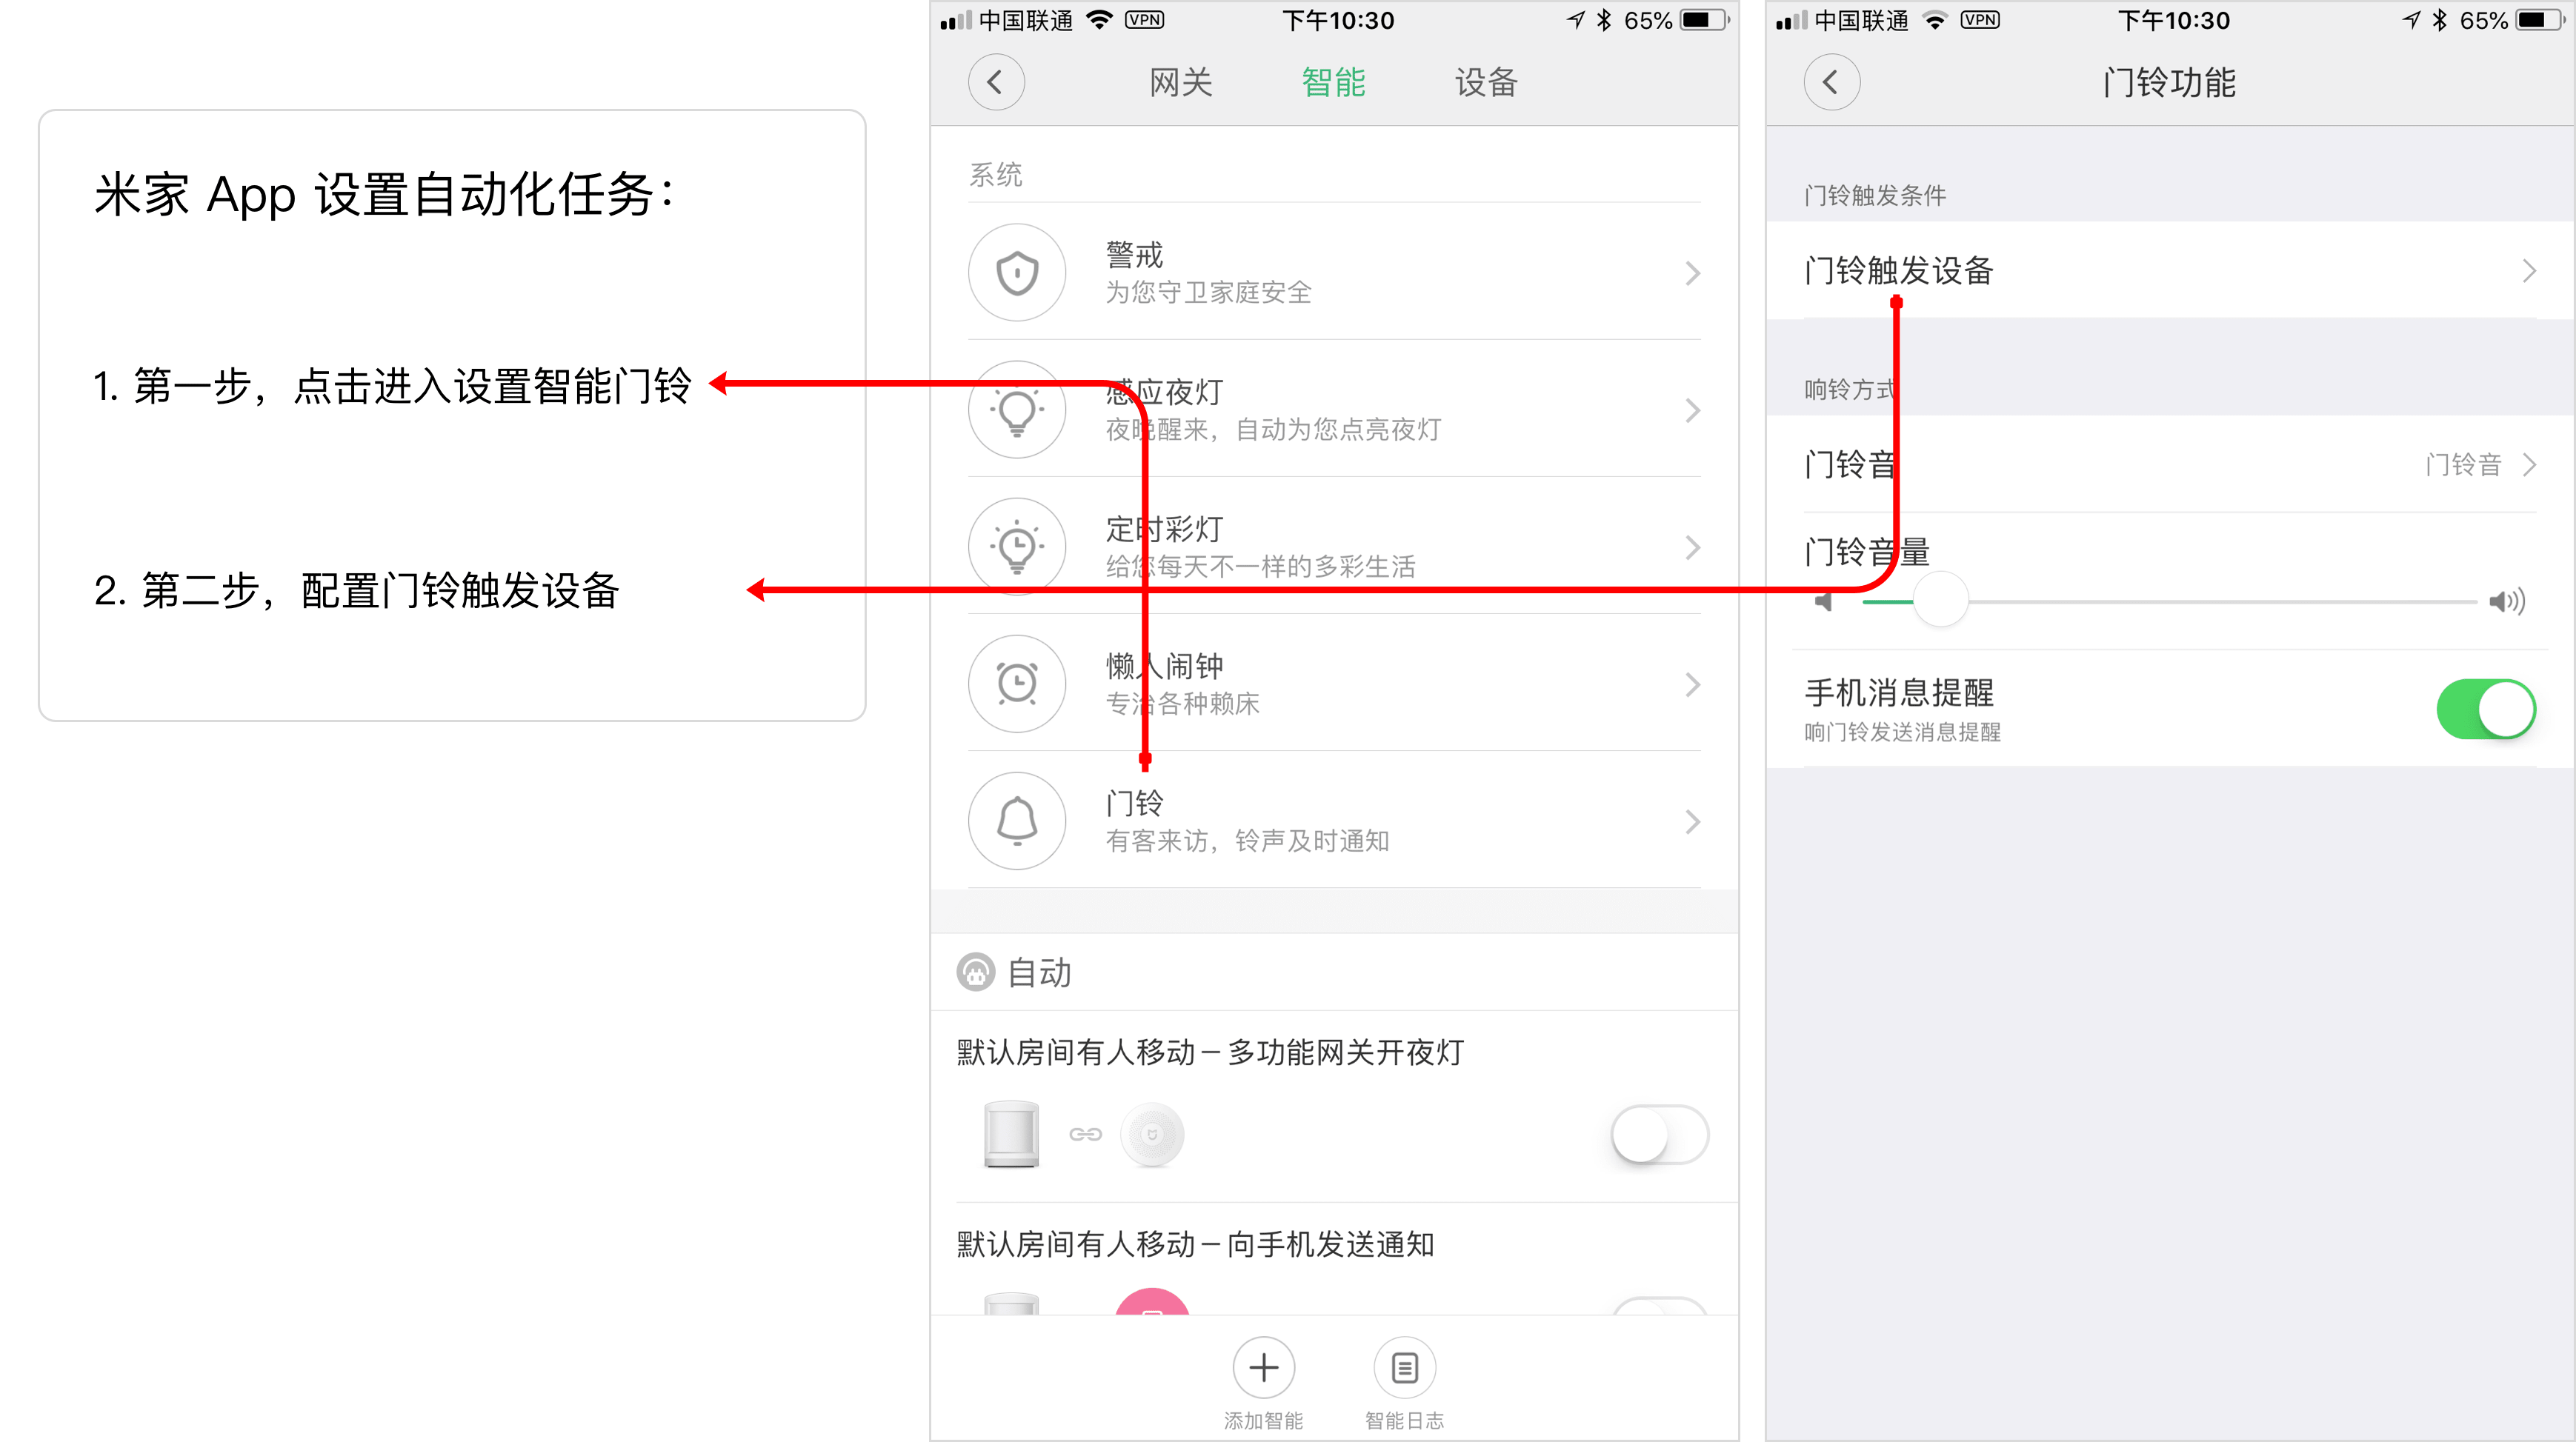 米家 App 设置自动化任务：
1. 第一步，点击进入设置智能门铃
2. 第二步，配置门铃触发设备
中国联通 VPN 下午10:30 65%
网关 智能 设备
系统
警戒
为您守卫家庭安全
感应夜灯
夜晚醒来，自动为您点亮夜灯
定时彩灯
给您每天不一样的多彩生活
懒人闹钟
专治各种赖床
门铃
有客来访，铃声及时通知
自动
默认房间有人移动－多功能网关开夜灯
默认房间有人移动－向手机发送通知
添加智能 智能日志
中国联通 VPN 下午10:30 65%
门铃功能
门铃触发条件
门铃触发设备
响铃方式
门铃音 门铃音
门铃音量
手机消息提醒
响门铃发送消息提醒